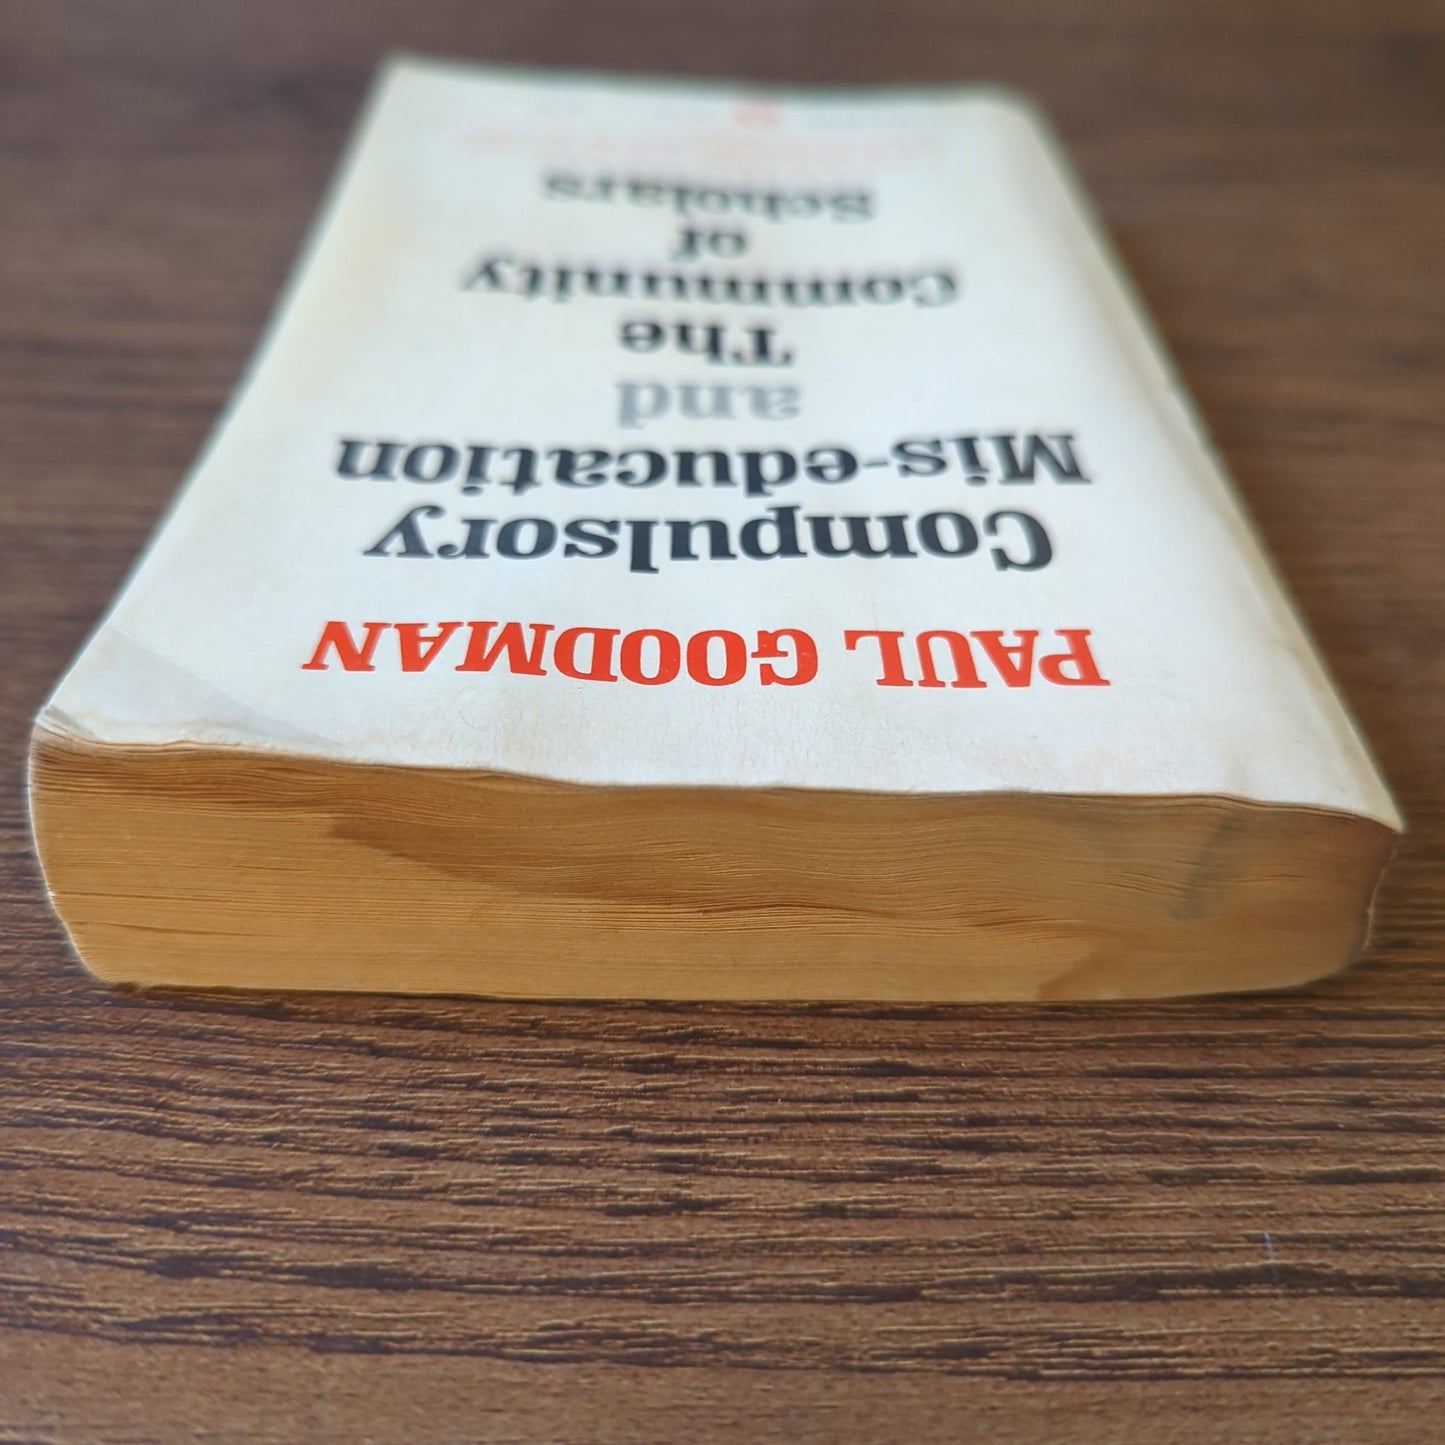 PAUL GOODMAN
Compulsory
Mis-education
and
The
Community
of
Scholars